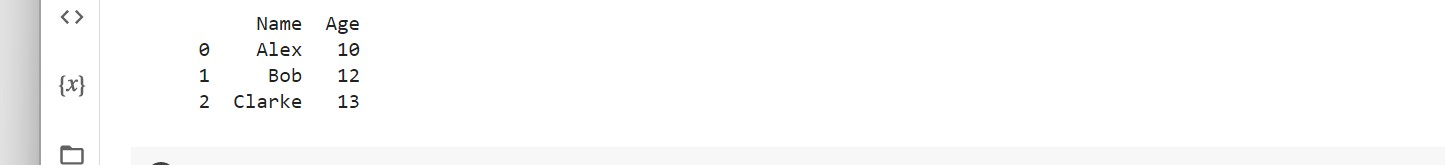 <>
Name Age
0 Alex 10
1 Bob 12
{x}
2 Clarke 13